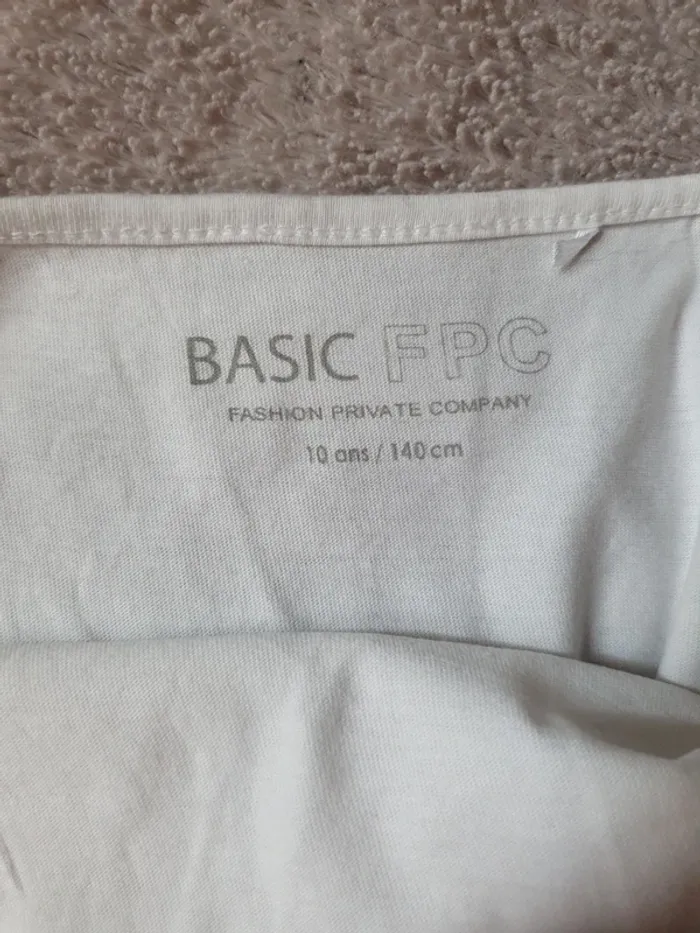 BASIC FPC
FASHION PRIVATE COMPANY
10 ans / 140 cm